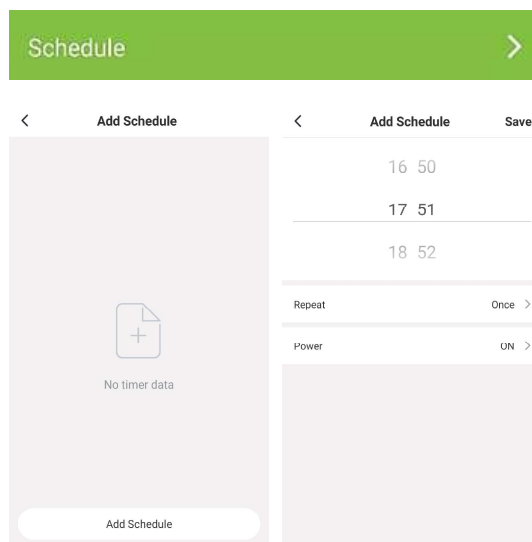 Schedule
Add Schedule
No timer data
Add Schedule
Add Schedule Save
16 50
17 51
18 52
Repeat Once
Power ON